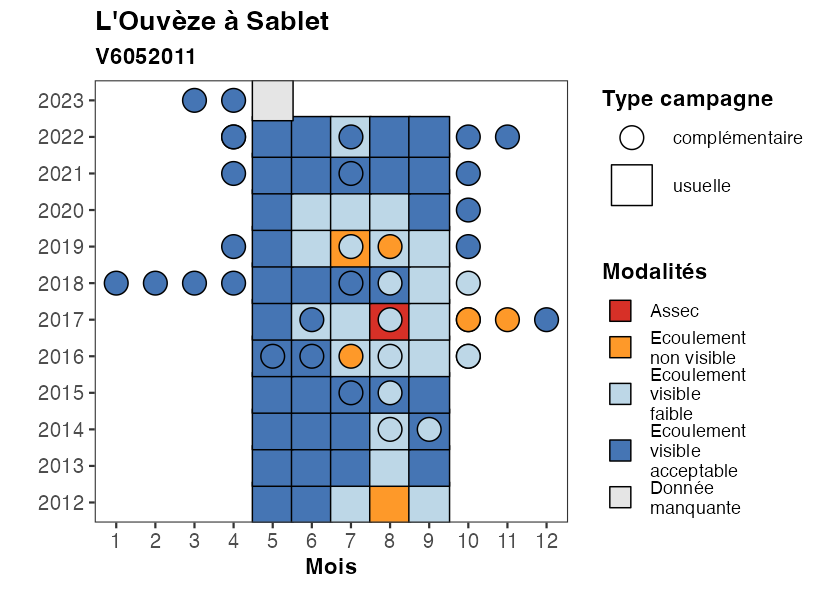 L'Ouvèze à Sablet
V6052011
2023
2022
2021
2020
2019
2018
2017
2016
2015
2014
2013
2012
1 2 3 4 5 6 7 8 9 10 11 12
Mois
Type campagne
complémentaire
usuelle
Modalités
Assec
Ecoulement
non visible
Ecoulement
visible
faible
Ecoulement
visible
acceptable
Donnée
manquante